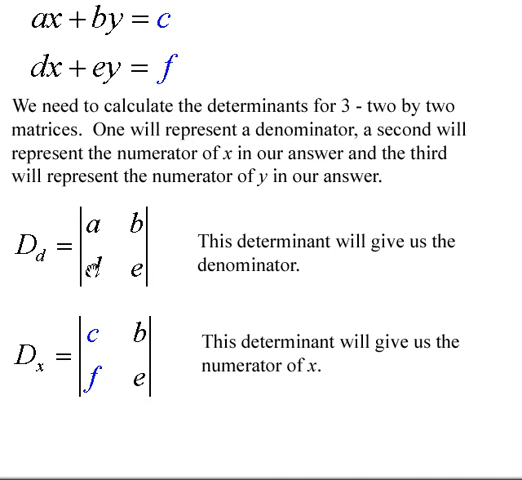 ax + by = c
dx + ey = f
We need to calculate the determinants for 3 - two by two
matrices. One will represent a denominator, a second will
represent the numerator of x in our answer and the third
will represent the numerator of y in our answer.
D_d = |a b|
|d e|
This determinant will give us the
denominator.
D_x = |c b|
|f e|
This determinant will give us the
numerator of x.